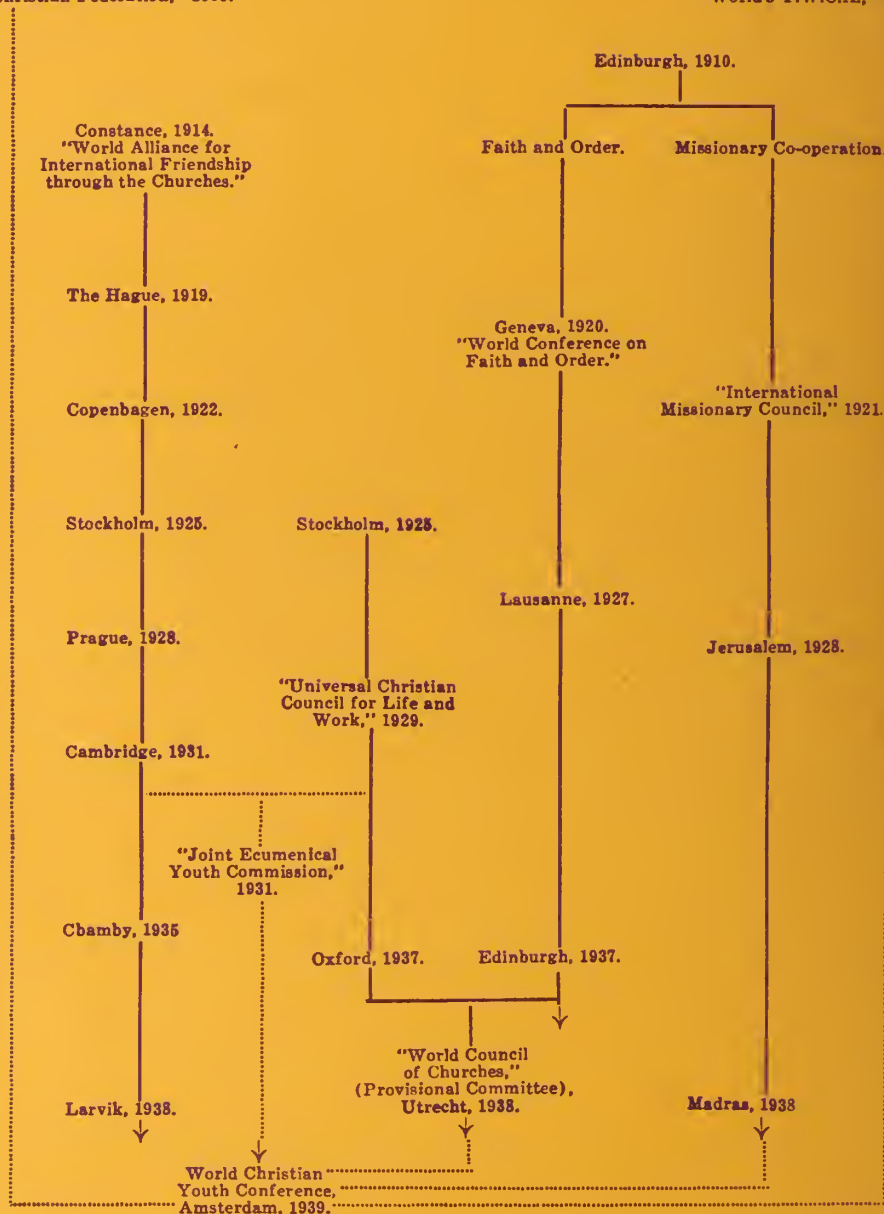 Edinburgh, 1910.
Constance, 1914.
"World Alliance for
International Friendship
through the Churches."
Faith and Order.
Missionary Co-operation.
The Hague, 1919.
Geneva, 1920.
"World Conference on
Faith and Order."
Copenbagen, 1922.
"International
Missionary Council," 1921.
Stockholm, 1925.
Stockholm, 1925.
Lausanne, 1927.
Prague, 1928.
Jerusalem, 1928.
"Universal Christian
Council for Life and
Work," 1929.
Cambridge, 1931.
"Joint Ecumenical
Youth Commission,"
1931.
Cbamby, 1935
Oxford, 1937.
Edinburgh, 1937.
"World Council
of Churches,"
(Provisional Committee),
Utrecht, 1938.
Larvik, 1938.
Madras, 1938
World Christian
Youth Conference,
Amsterdam, 1939.